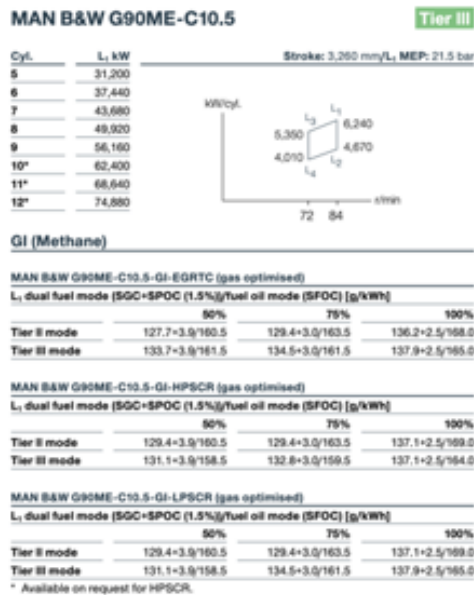 MAN B&W G90ME-C10.5
Tier III
Cyl. L₁ kW
Stroke: 3,260 mm/L₁ MEP: 21.5 bar
5 31,200
6 37,440
7 43,680
8 49,920
9 56,160
10* 62,400
11* 68,640
12* 74,880
kW/cyl.
L₃ L₁
5,350 6,240
4,010 4,670
L₄ L₂
r/min
72 84
GI (Methane)
MAN B&W G90ME-C10.5-GI-EGRTC (gas optimised)
L₁ dual fuel mode (SGC+SPOC (1.5%))/fuel oil mode (SFOC) [g/kWh]
50% 75% 100%
Tier II mode 127.7+3.9/160.5 129.4+3.0/163.5 136.2+2.5/168.0
Tier III mode 133.7+3.9/161.5 134.5+3.0/161.5 137.9+2.5/165.0
MAN B&W G90ME-C10.5-GI-HPSCR (gas optimised)
L₁ dual fuel mode (SGC+SPOC (1.5%))/fuel oil mode (SFOC) [g/kWh]
50% 75% 100%
Tier II mode 129.4+3.9/160.5 129.4+3.0/163.5 137.1+2.5/169.0
Tier III mode 131.1+3.9/158.5 132.8+3.0/159.5 137.1+2.5/164.0
MAN B&W G90ME-C10.5-GI-LPSCR (gas optimised)
L₁ dual fuel mode (SGC+SPOC (1.5%))/fuel oil mode (SFOC) [g/kWh]
50% 75% 100%
Tier II mode 129.4+3.9/160.5 129.4+3.0/163.5 137.1+2.5/169.0
Tier III mode 131.1+3.9/158.5 134.5+3.0/161.5 137.9+2.5/165.0
* Available on request for HPSCR.